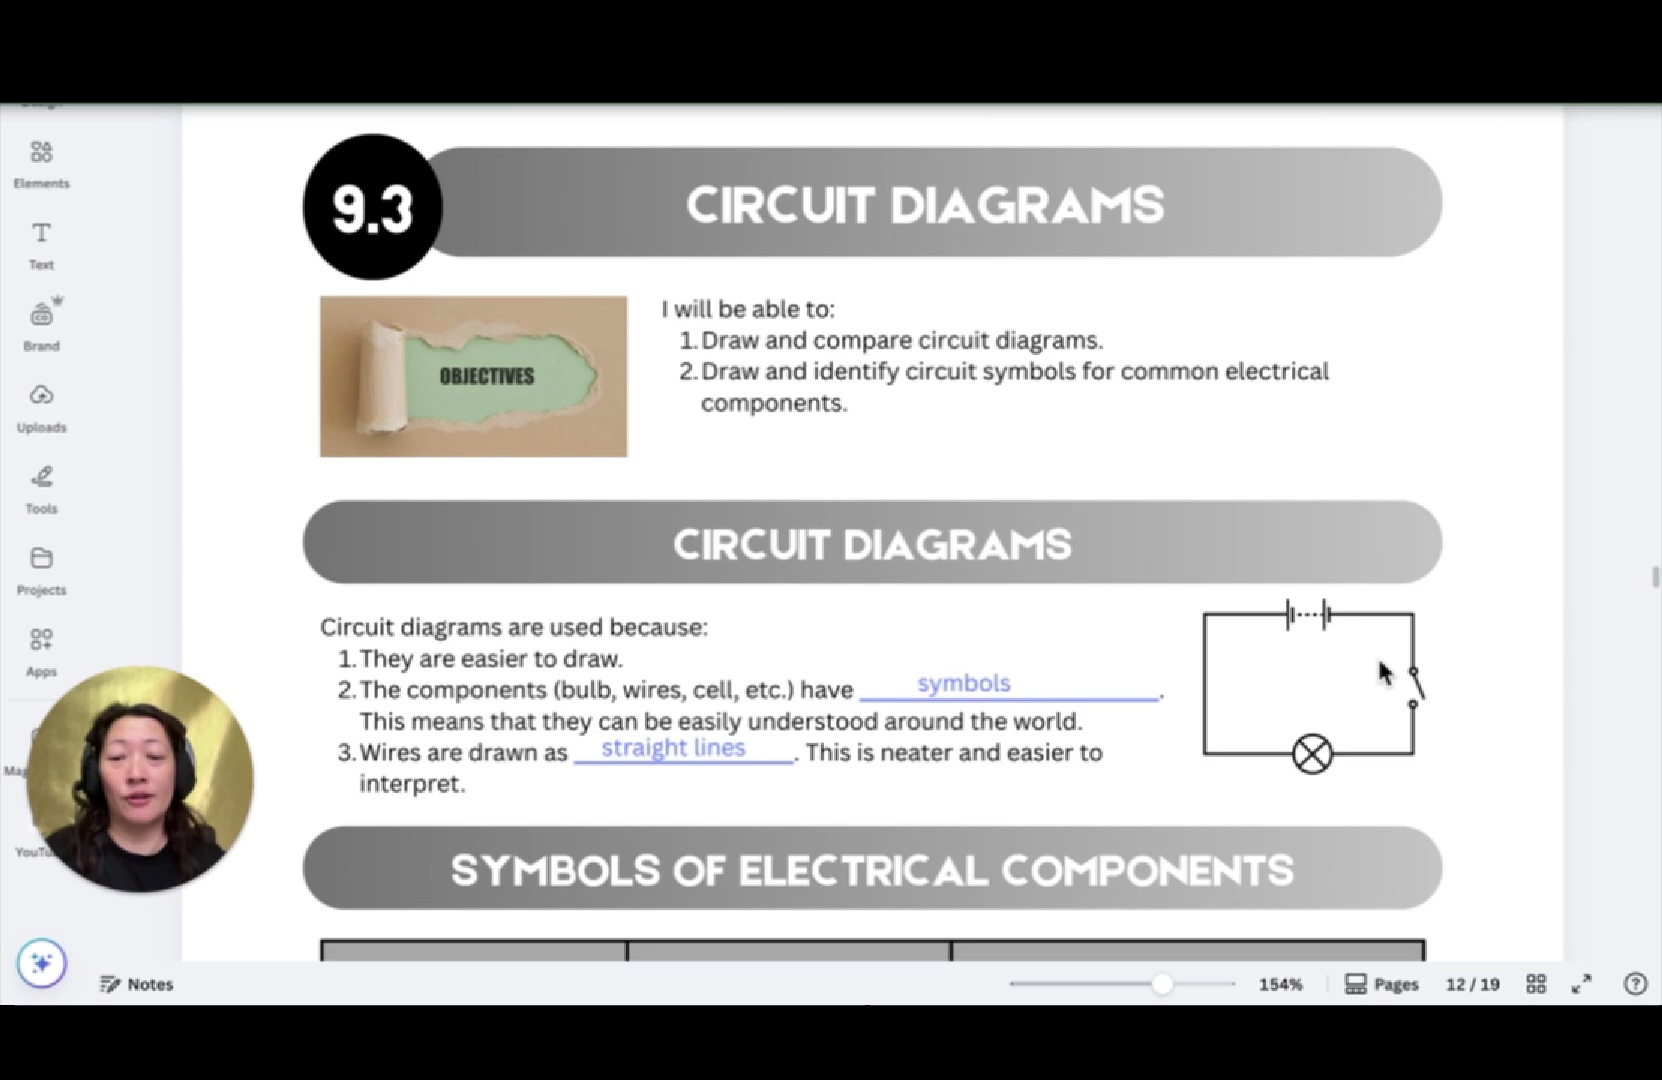 Elements
Text
Brand
Uploads
Tools
Projects
Apps
9.3
CIRCUIT DIAGRAMS
OBJECTIVES
I will be able to:
1. Draw and compare circuit diagrams.
2. Draw and identify circuit symbols for common electrical
components.
CIRCUIT DIAGRAMS
Circuit diagrams are used because:
1. They are easier to draw.
2. The components (bulb, wires, cell, etc.) have symbols.
This means that they can be easily understood around the world.
3. Wires are drawn as straight lines. This is neater and easier to
interpret.
SYMBOLS OF ELECTRICAL COMPONENTS
Notes
154%
Pages
12 / 19